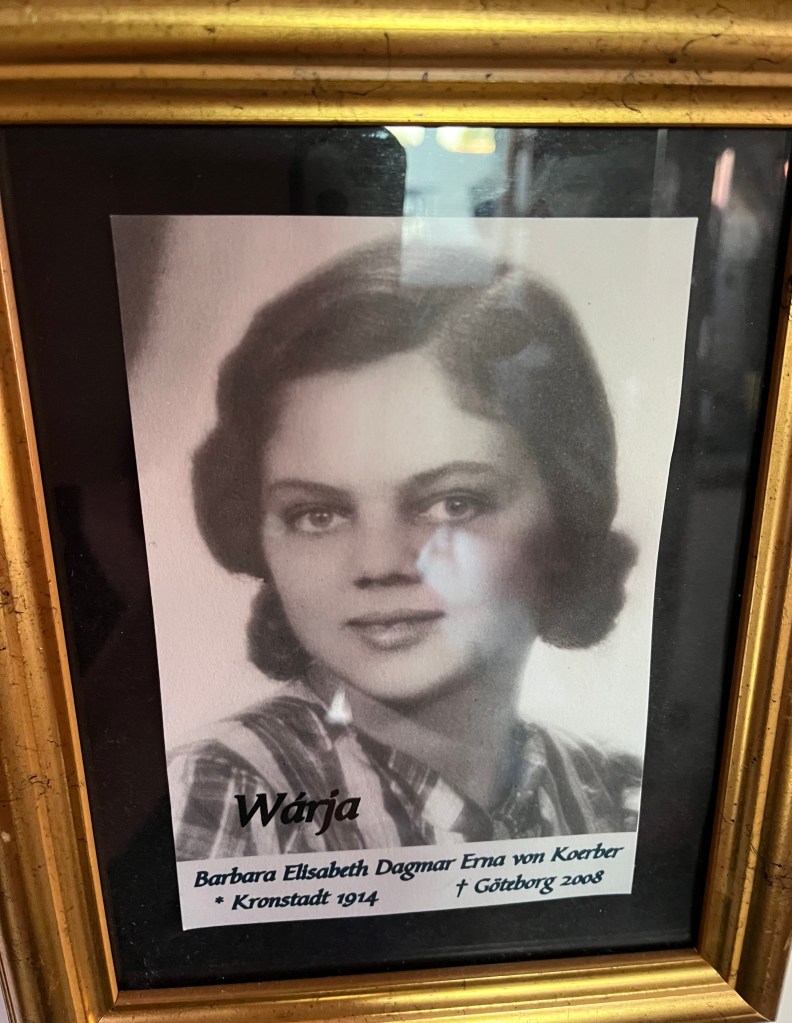 Wárja
Barbara Elisabeth Dagmar Erna von Koerber
* Kronstadt 1914 † Göteborg 2008